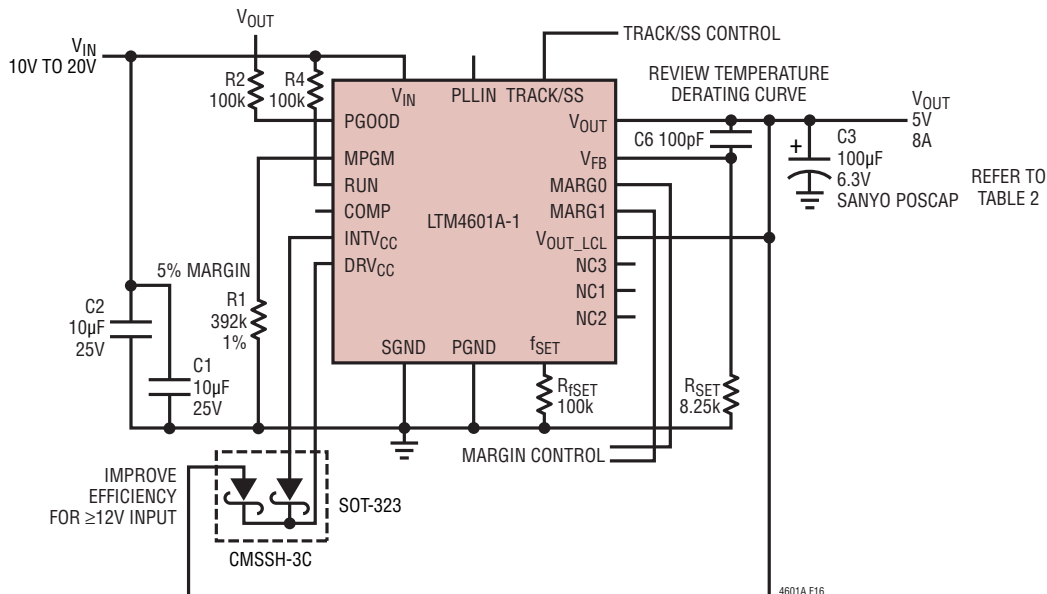 V_OUT
TRACK/SS CONTROL
V_IN
10V TO 20V
R2
100k
R4
100k
REVIEW TEMPERATURE
DERATING CURVE
V_IN
PLLIN
TRACK/SS
V_OUT
5V
8A
PGOOD
V_OUT
C6 100pF
+
C3
100µF
6.3V
SANYO POSCAP
REFER TO
TABLE 2
MPGM
V_FB
RUN
MARG0
COMP
LTM4601A-1
MARG1
INTV_CC
V_OUT_LCL
DRV_CC
NC3
NC1
NC2
5% MARGIN
R1
392k
1%
C2
10µF
25V
C1
10µF
25V
SGND
PGND
f_SET
R_fSET
100k
R_SET
8.25k
MARGIN CONTROL
IMPROVE
EFFICIENCY
FOR ≥12V INPUT
SOT-323
CMSSH-3C
4601A F16